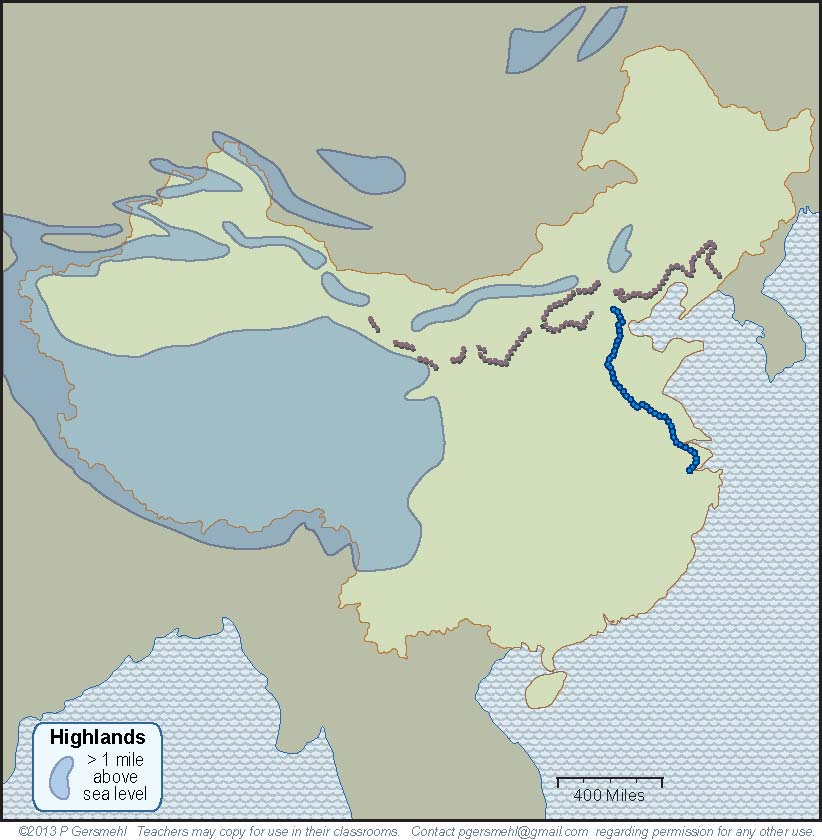 Highlands
> 1 mile
above
sea level
400 Miles
©2013 P Gersmehl Teachers may copy for use in their classrooms. Contact pgersmehl@gmail.com regarding permission for any other use.